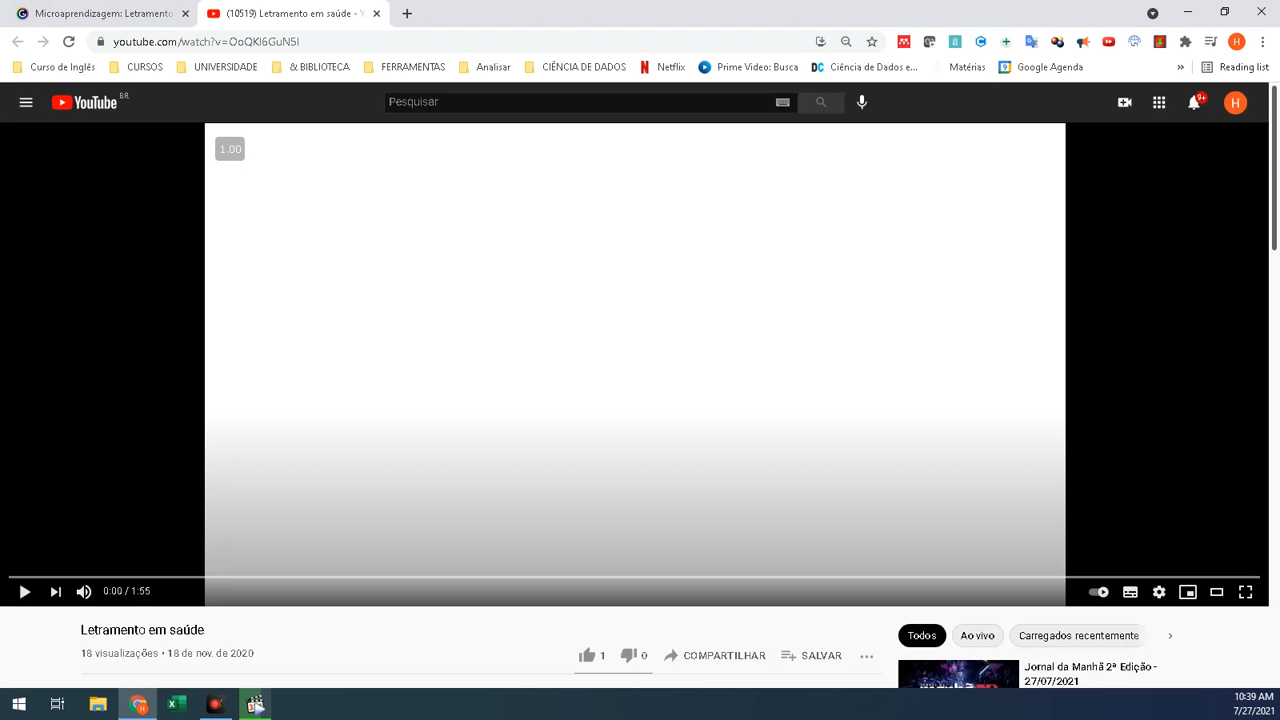 Microaprendizagem: Letramento
(10519) Letramento em saúde - Y
youtube.com/watch?v=OoQKl6GuN5I
Curso de Inglês
CURSOS
UNIVERSIDADE
& BIBLIOTECA
FERRAMENTAS
Analisar
CIÊNCIA DE DADOS
Netflix
Prime Video: Busca
DC Ciência de Dados e...
Matérias
Google Agenda
»
Reading list
YouTube BR
Pesquisar
9+
H
1.00
0:00 / 1:55
Letramento em saúde
18 visualizações • 18 de nov. de 2020
1
0
COMPARTILHAR
SALVAR
Todos
Ao vivo
Carregados recentemente
Jornal da Manhã 2ª Edição -
27/07/2021
10:39 AM
7/27/2021